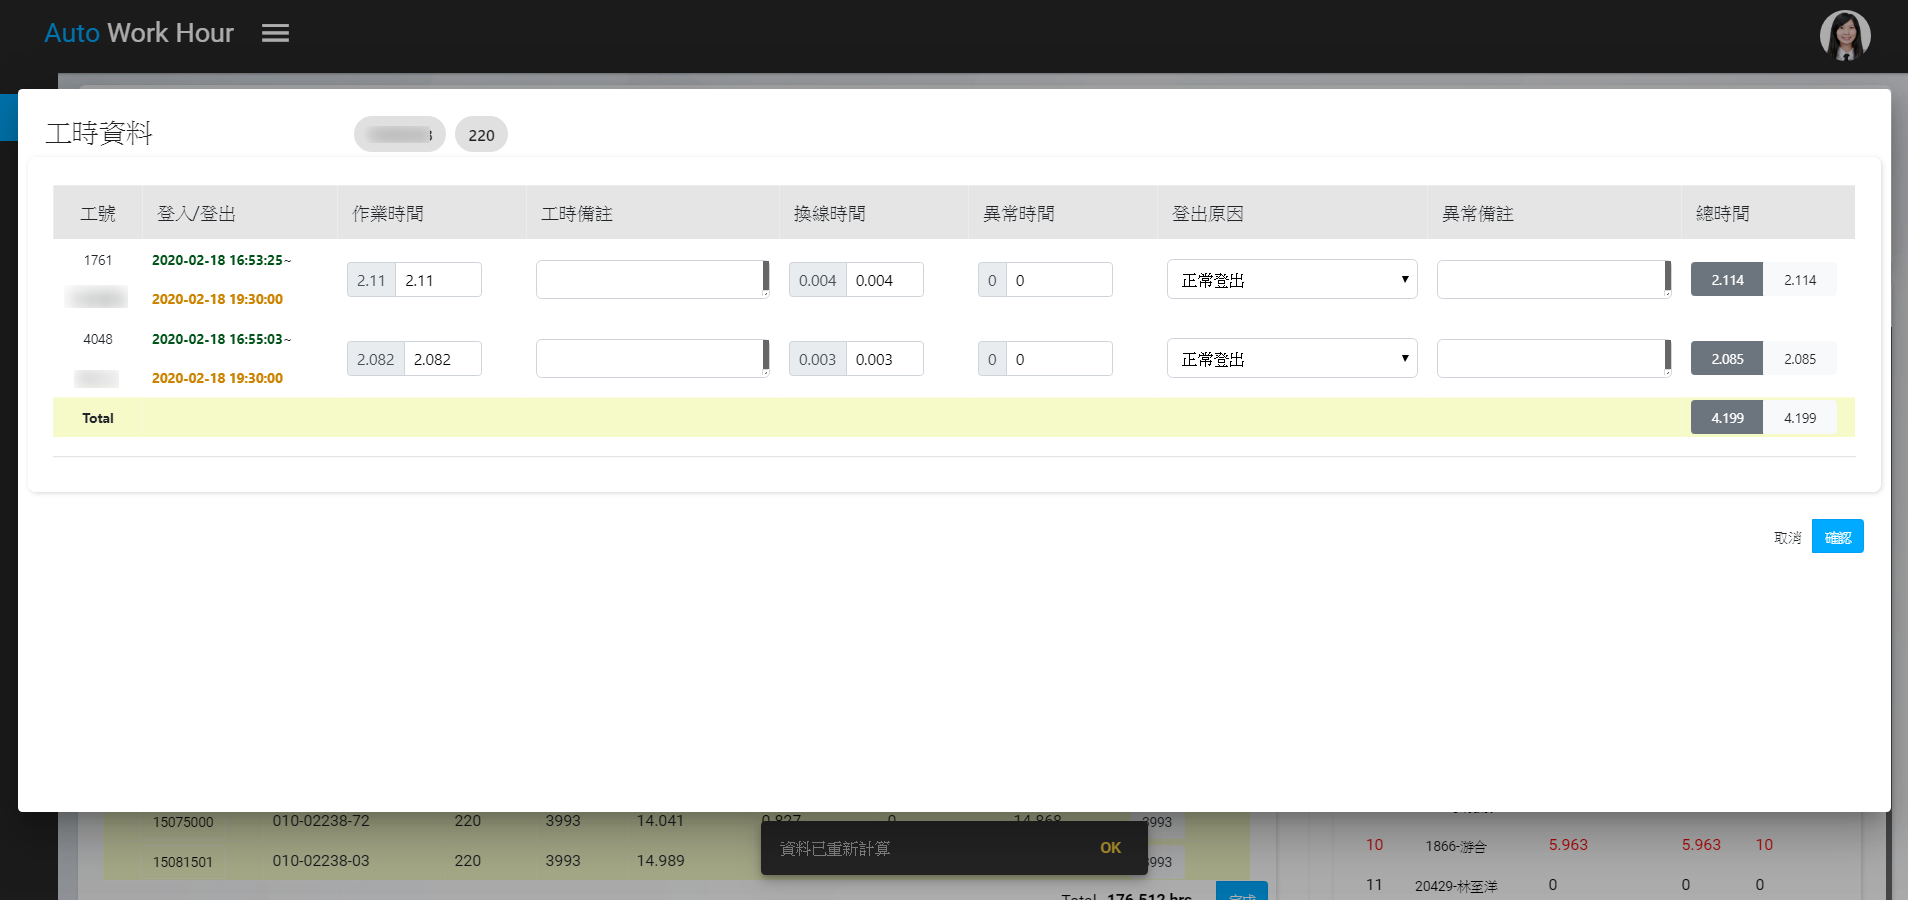 Auto Work Hour
工時資料 220
工號 登入/登出 作業時間 工時備註 換線時間 異常時間 登出原因 異常備註 總時間
1761 2020-02-18 16:53:25~
2020-02-18 19:30:00
2.11 2.11 0.004 0.004 0 0 正常登出 2.114 2.114
4048 2020-02-18 16:55:03~
2020-02-18 19:30:00
2.082 2.082 0.003 0.003 0 0 正常登出 2.085 2.085
Total 4.199 4.199
取消 確認
15075000 010-02238-72 220 3993 14.041 0.827 0 14.868 3993
15081501 010-02238-03 220 3993 14.989 3993
資料已重新計算 OK
Total 176.512 hrs 完成
10 1866-游合 5.963 5.963 10
11 20429-林至洋 0 0 0